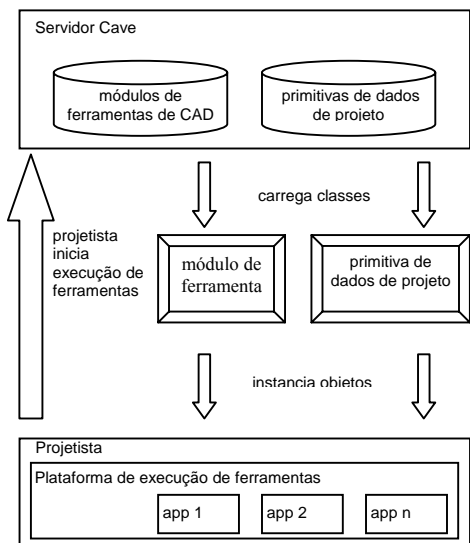 Servidor Cave
módulos de
ferramentas de CAD
primitivas de dados
de projeto
carrega classes
projetista
inicia
execução de
ferramentas
módulo de
ferramenta
primitiva de
dados de projeto
instancia objetos
Projetista
Plataforma de execução de ferramentas
app 1
app 2
app n